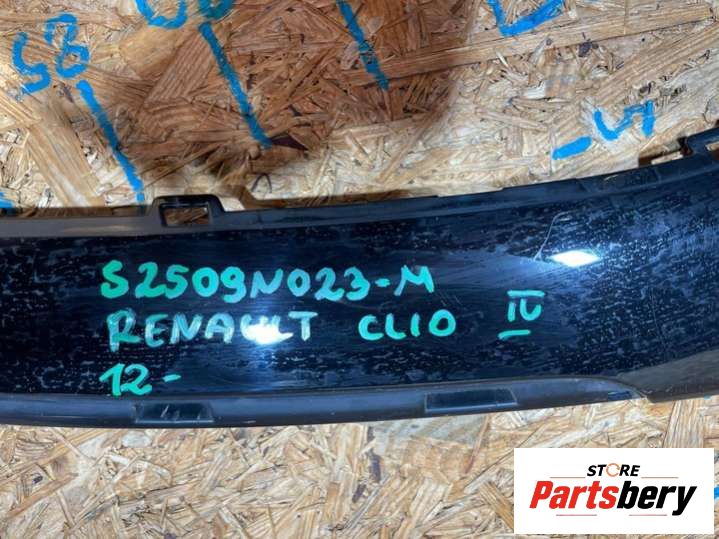 S2509N023-M
RENAULT CLIO IV
12-
STORE
Partsbery